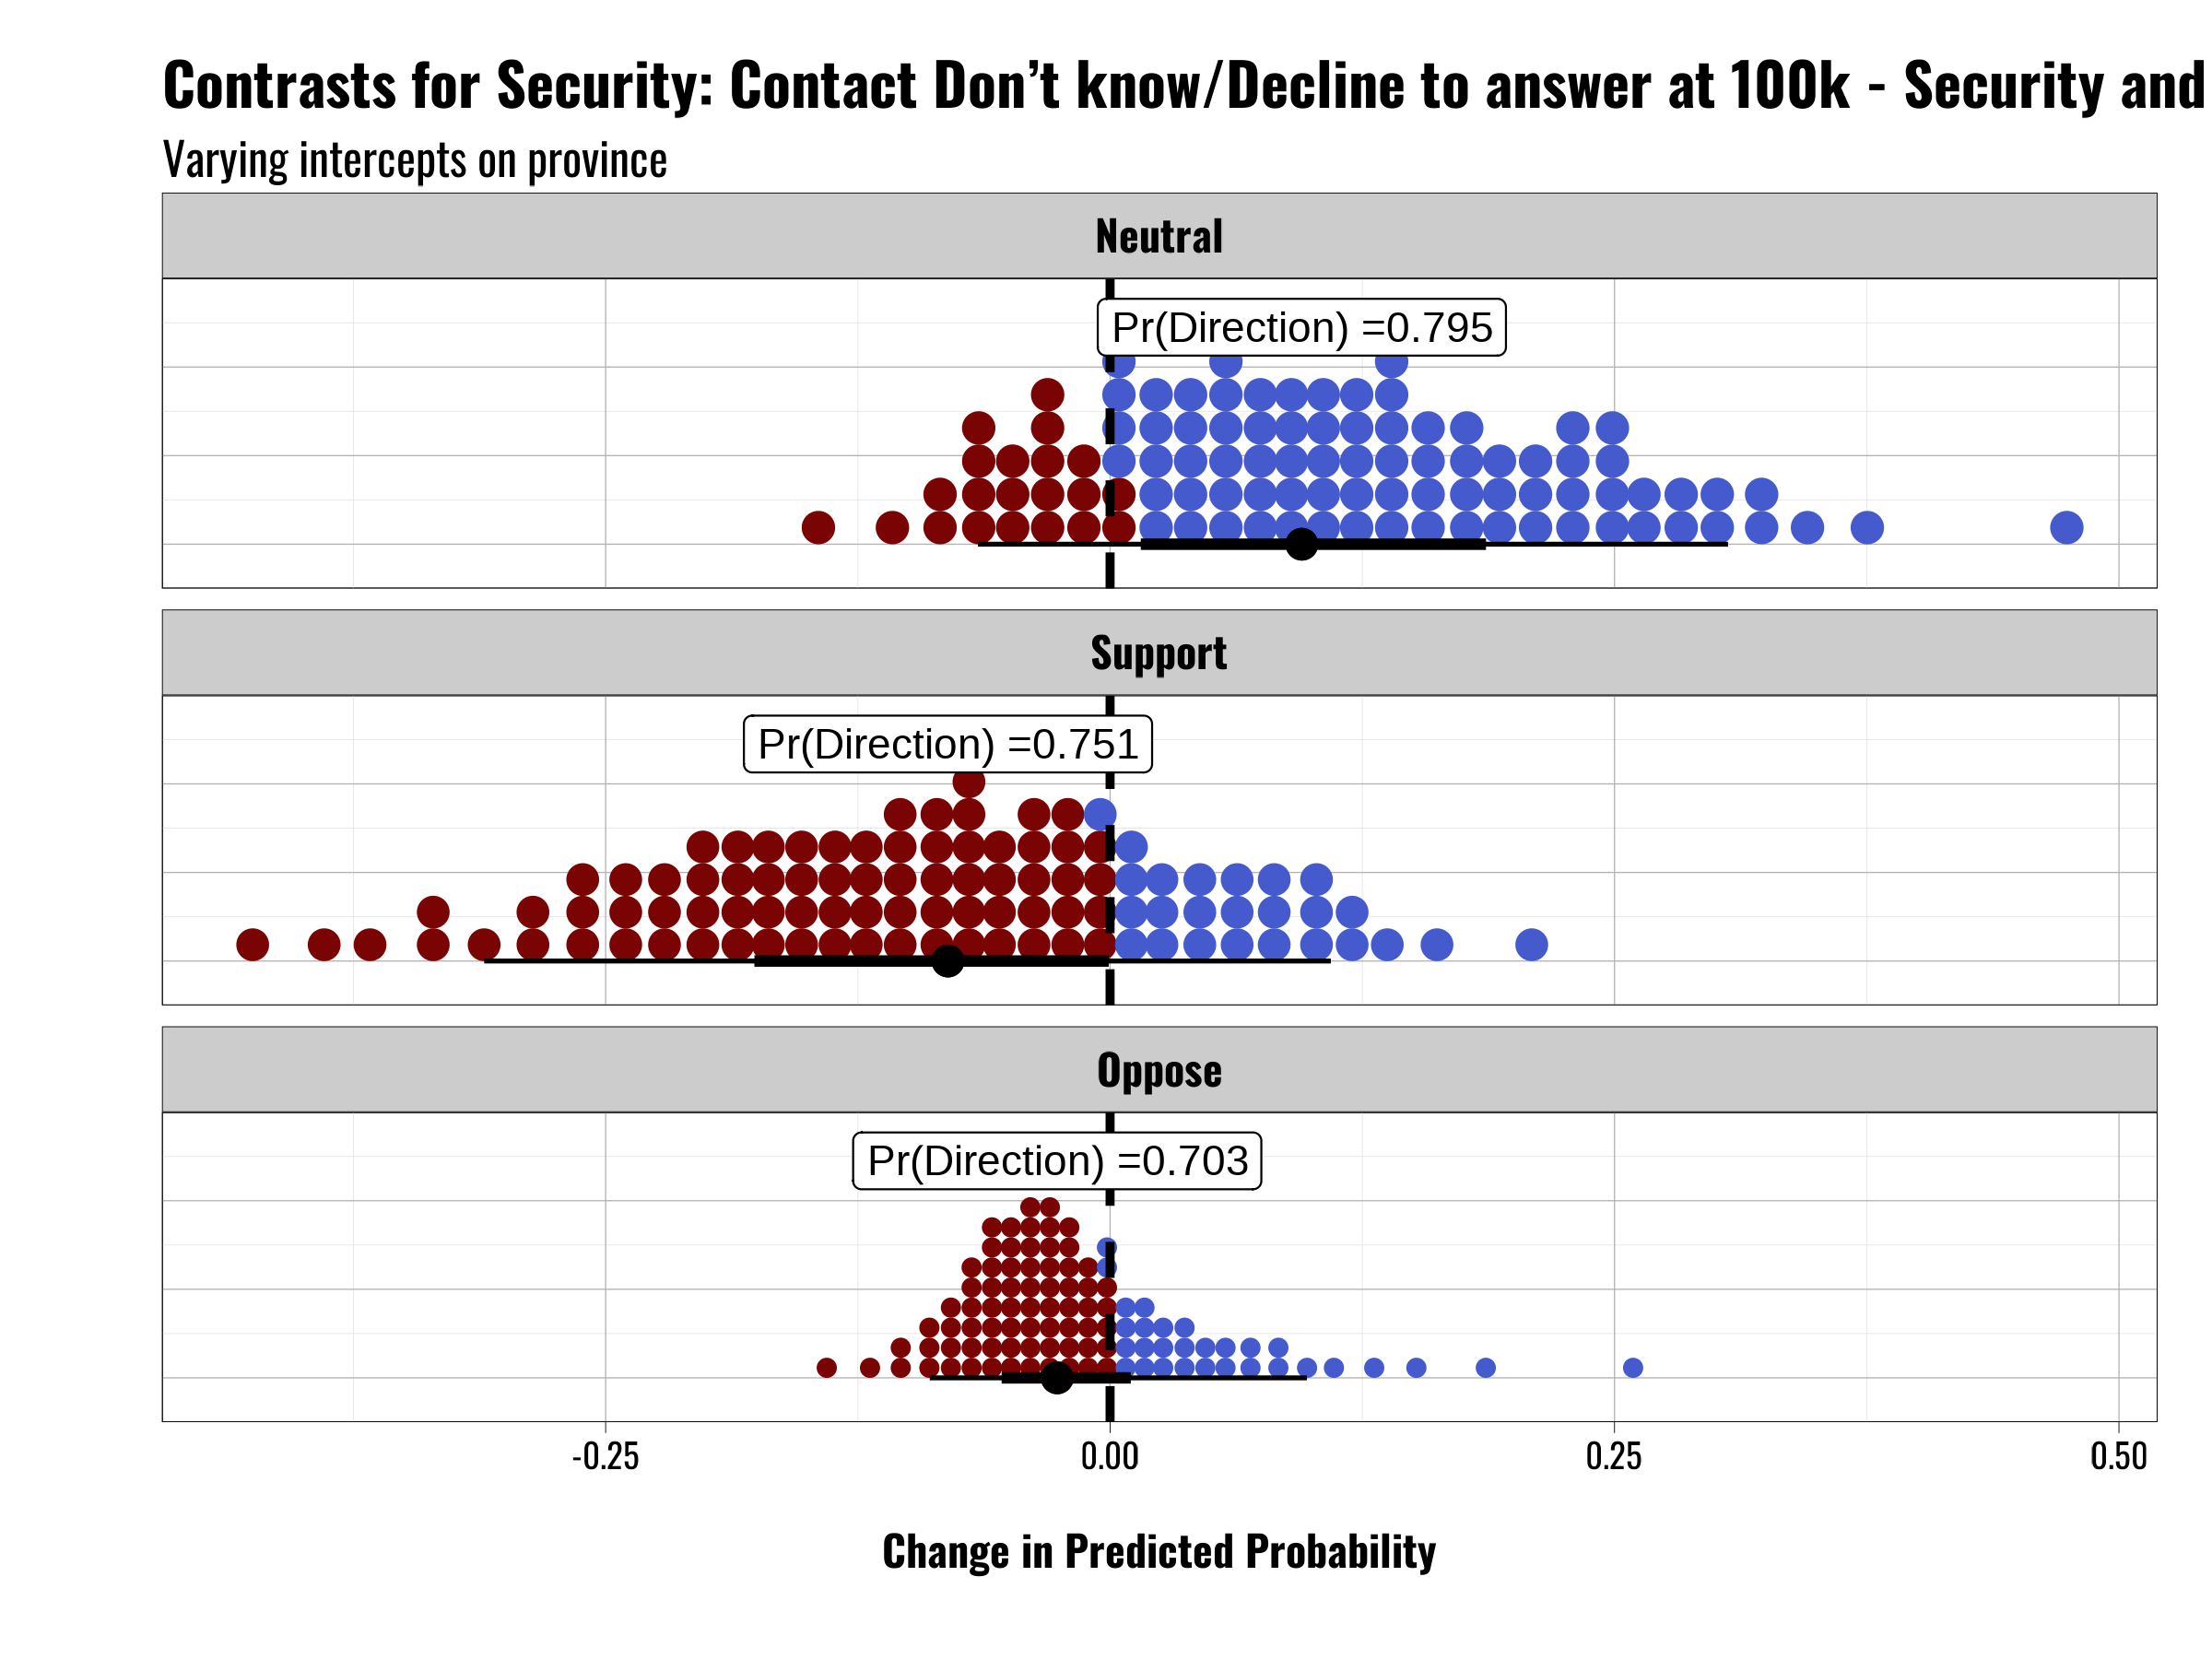 Contrasts for Security: Contact Don’t know/Decline to answer at 100k - Security and
Varying intercepts on province
Neutral
Pr(Direction) =0.795
Support
Pr(Direction) =0.751
Oppose
Pr(Direction) =0.703
-0.25 0.00 0.25 0.50
Change in Predicted Probability